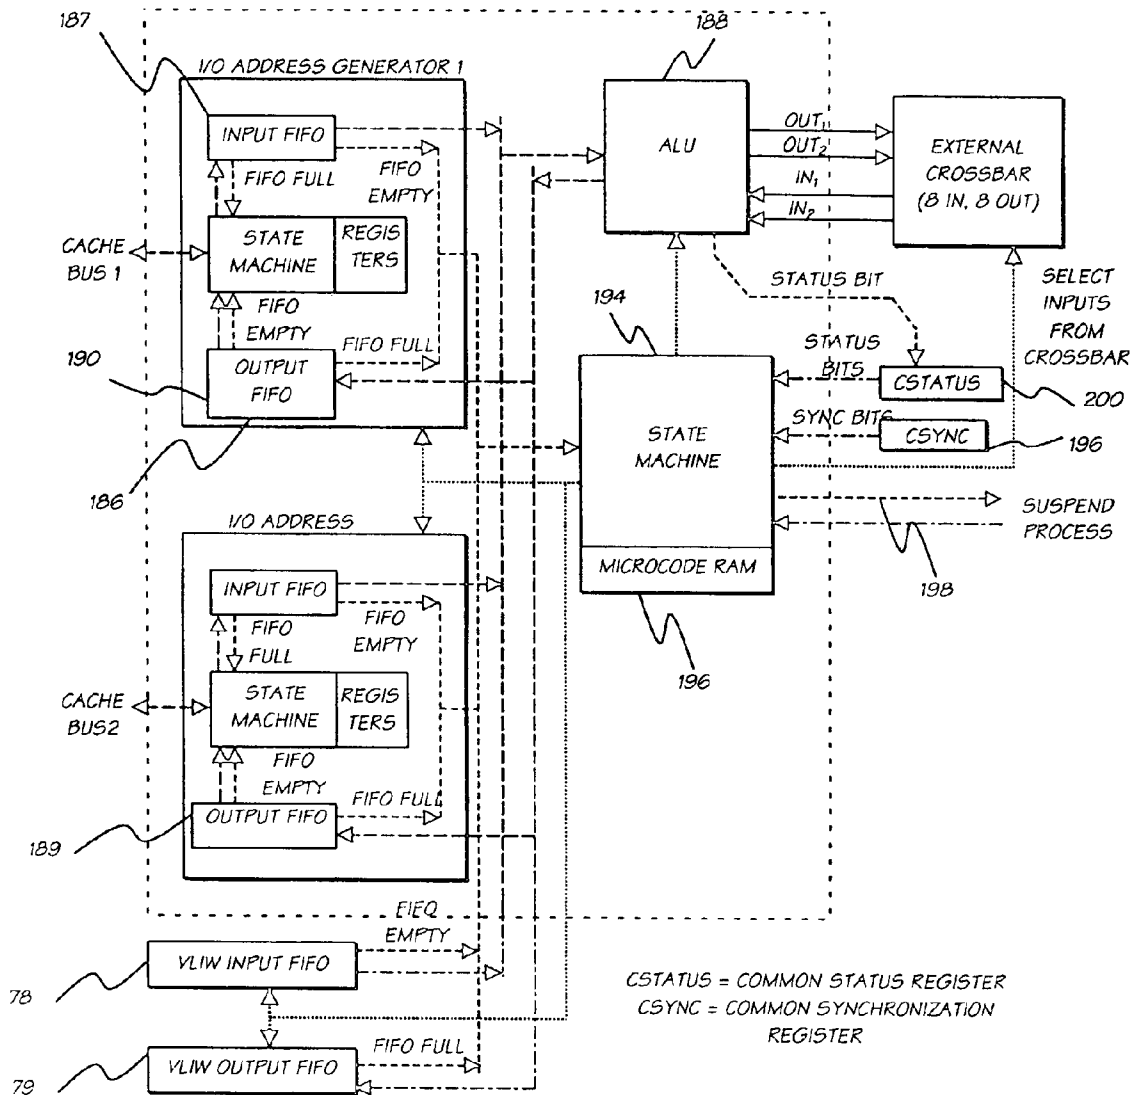 187
188
I/O ADDRESS GENERATOR 1
INPUT FIFO
FIFO FULL
FIFO
EMPTY
STATE
MACHINE
REGIS
TERS
CACHE
BUS 1
FIFO
EMPTY
FIFO FULL
OUTPUT
FIFO
190
186
ALU
OUT1
OUT2
IN1
IN2
EXTERNAL
CROSSBAR
(8 IN, 8 OUT)
STATUS BIT
SELECT
INPUTS
FROM
CROSSBAR
194
STATUS
BITS
CSTATUS
200
SYNC BITS
CSYNC
196
STATE
MACHINE
SUSPEND
PROCESS
198
MICROCODE RAM
196
I/O ADDRESS
INPUT FIFO
FIFO
FULL
FIFO
EMPTY
STATE
MACHINE
REGIS
TERS
CACHE
BUS2
FIFO
EMPTY
FIFO FULL
OUTPUT FIFO
189
FIFO
EMPTY
VLIW INPUT FIFO
78
FIFO FULL
VLIW OUTPUT FIFO
79
CSTATUS = COMMON STATUS REGISTER
CSYNC = COMMON SYNCHRONIZATION
REGISTER